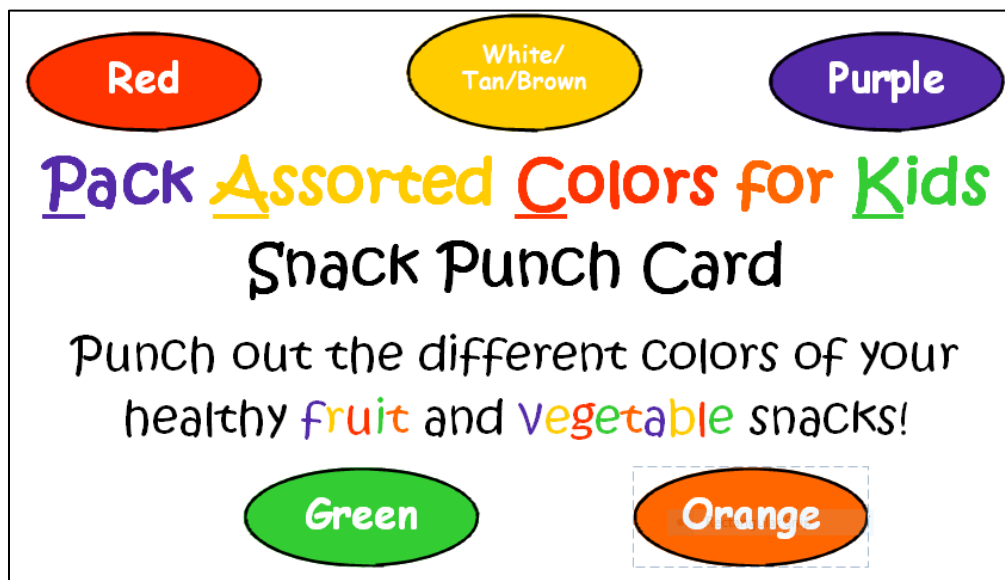 Red
White/
Tan/Brown
Purple
Pack Assorted Colors for Kids
Snack Punch Card
Punch out the different colors of your
healthy fruit and vegetable snacks!
Green
Orange